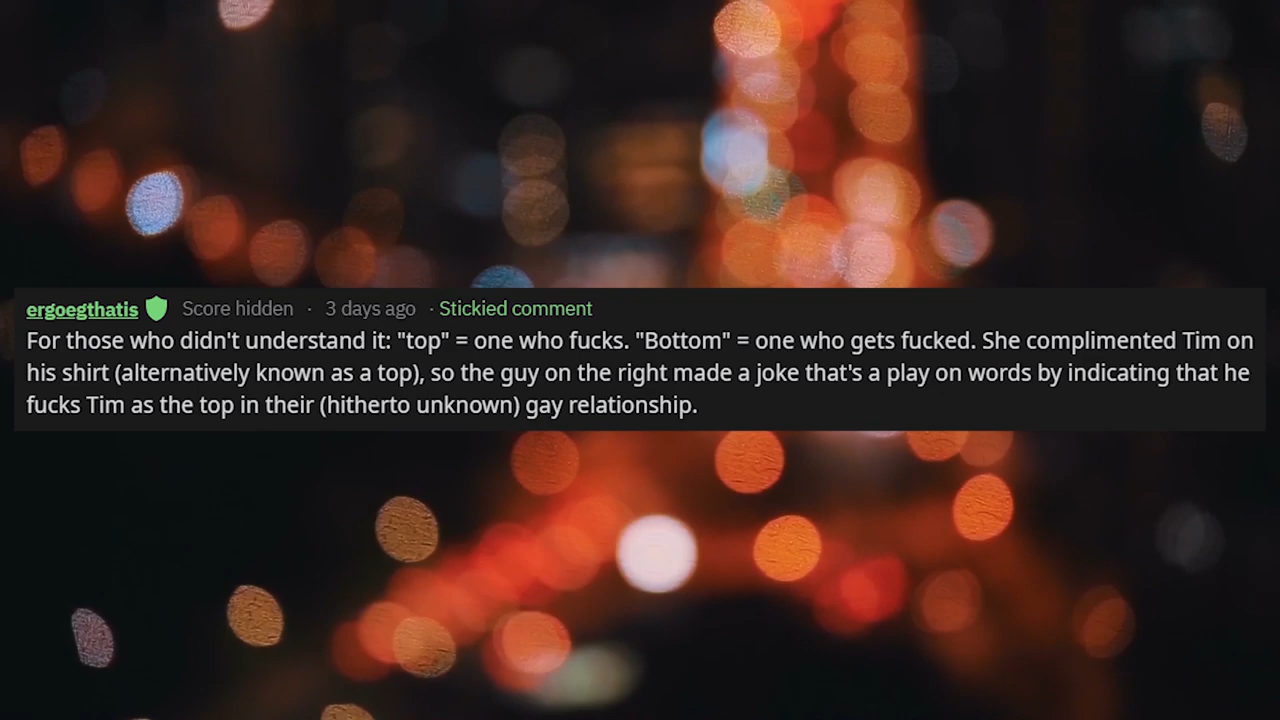 ergoegthatis Score hidden · 3 days ago · Stickied comment
For those who didn't understand it: "top" = one who fucks. "Bottom" = one who gets fucked. She complimented Tim on
his shirt (alternatively known as a top), so the guy on the right made a joke that's a play on words by indicating that he
fucks Tim as the top in their (hitherto unknown) gay relationship.